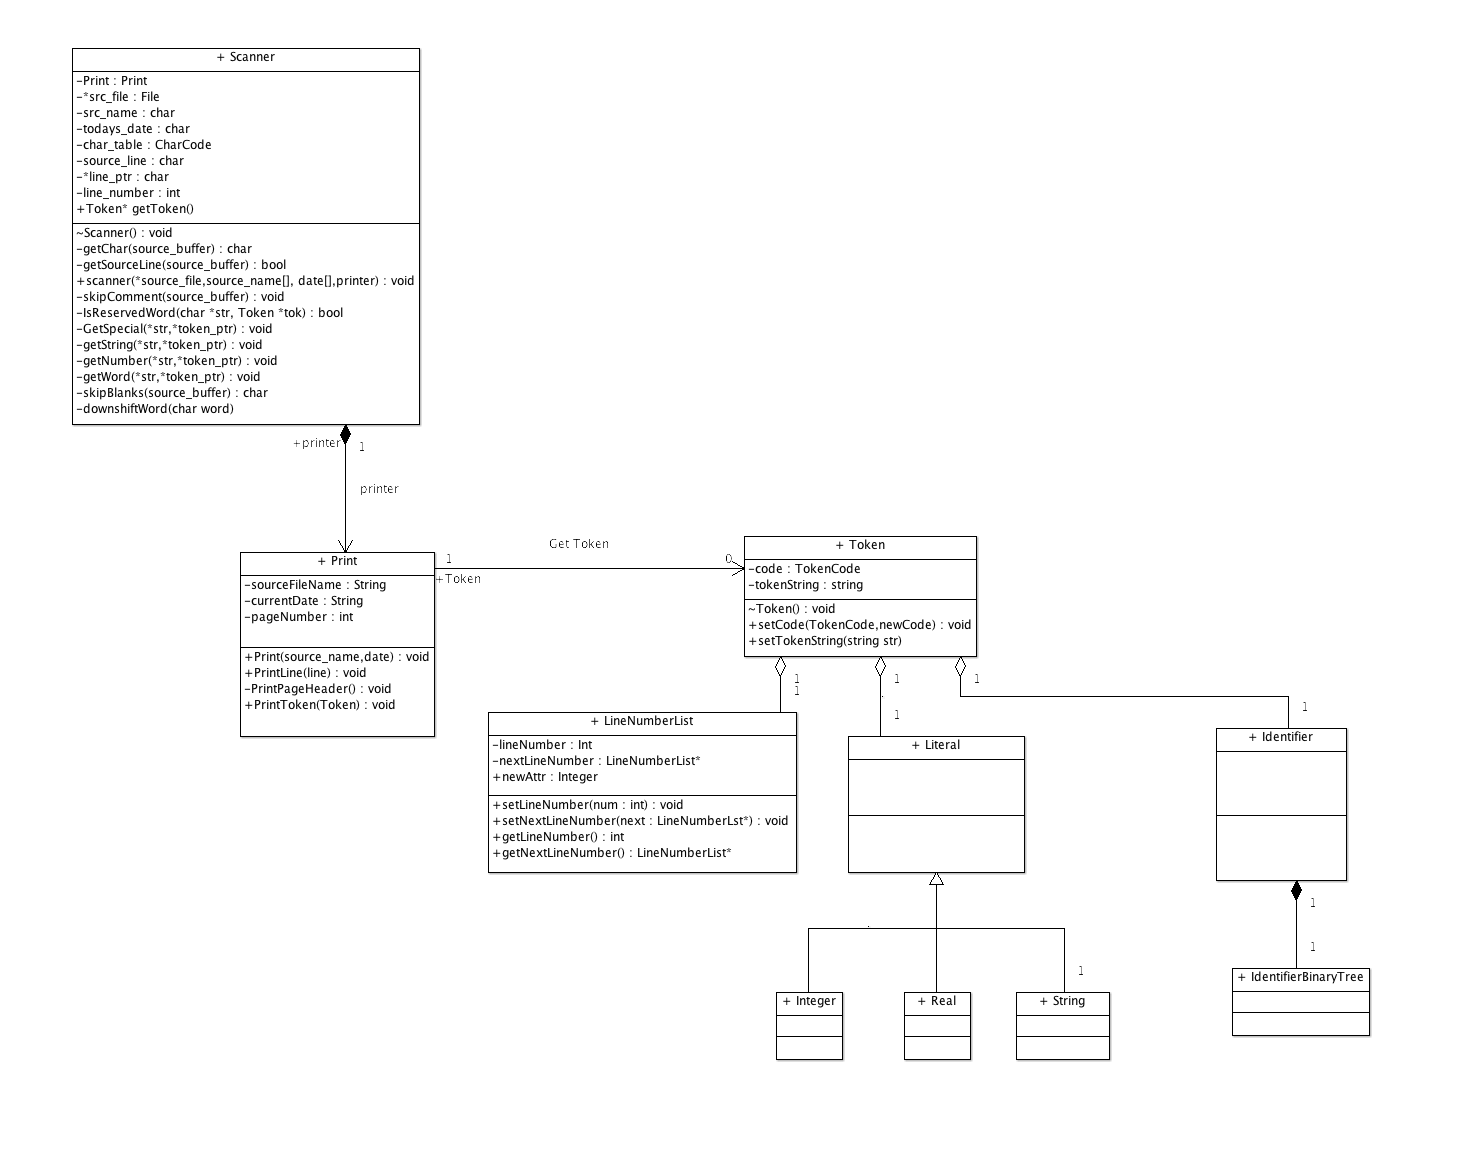 + Scanner
-Print : Print
-*src_file : File
-src_name : char
-todays_date : char
-char_table : CharCode
-source_line : char
-*line_ptr : char
-line_number : int
+Token* getToken()
~Scanner() : void
-getChar(source_buffer) : char
-getSourceLine(source_buffer) : bool
+scanner(*source_file,source_name[], date[],printer) : void
-skipComment(source_buffer) : void
-IsReservedWord(char *str, Token *tok) : bool
-GetSpecial(*str,*token_ptr) : void
-getString(*str,*token_ptr) : void
-getNumber(*str,*token_ptr) : void
-getWord(*str,*token_ptr) : void
-skipBlanks(source_buffer) : char
-downshiftWord(char word)
+printer
1
printer
+ Print
-sourceFileName : String
-currentDate : String
-pageNumber : int
+Print(source_name,date) : void
+PrintLine(line) : void
-PrintPageHeader() : void
+PrintToken(Token) : void
1
+Token
Get Token
0
+ Token
-code : TokenCode
-tokenString : string
~Token() : void
+setCode(TokenCode,newCode) : void
+setTokenString(string str)
1
1
1
1
1
1
+ LineNumberList
-lineNumber : Int
-nextLineNumber : LineNumberList*
+newAttr : Integer
+setLineNumber(num : int) : void
+setNextLineNumber(next : LineNumberLst*) : void
+getLineNumber() : int
+getNextLineNumber() : LineNumberList*
+ Literal
+ Identifier
1
1
+ IdentifierBinaryTree
1
+ Integer
+ Real
+ String